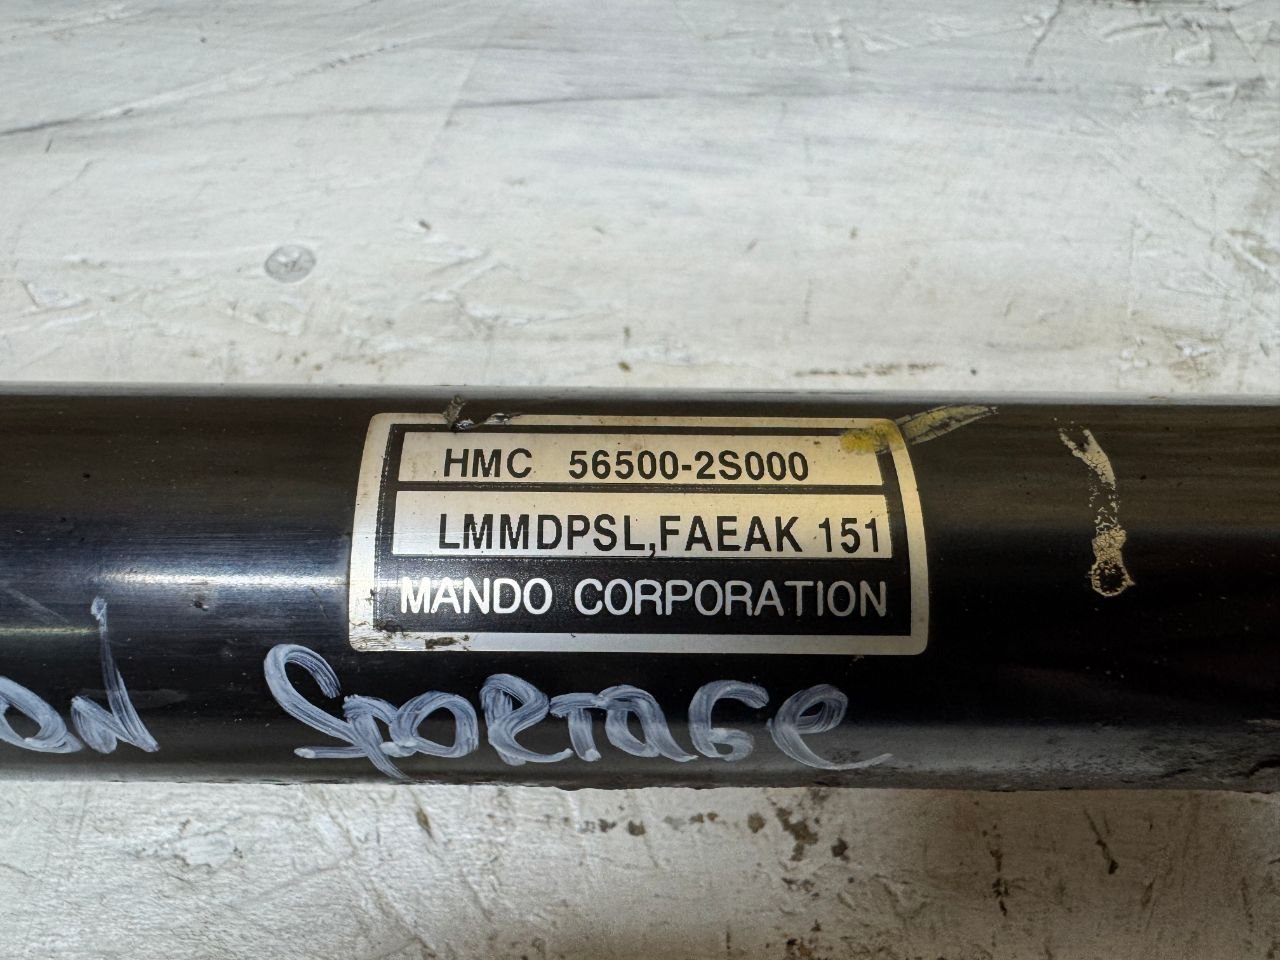 HMC 56500-2S000
LMMDPSL,FAEAK 151
MANDO CORPORATION
Sportage